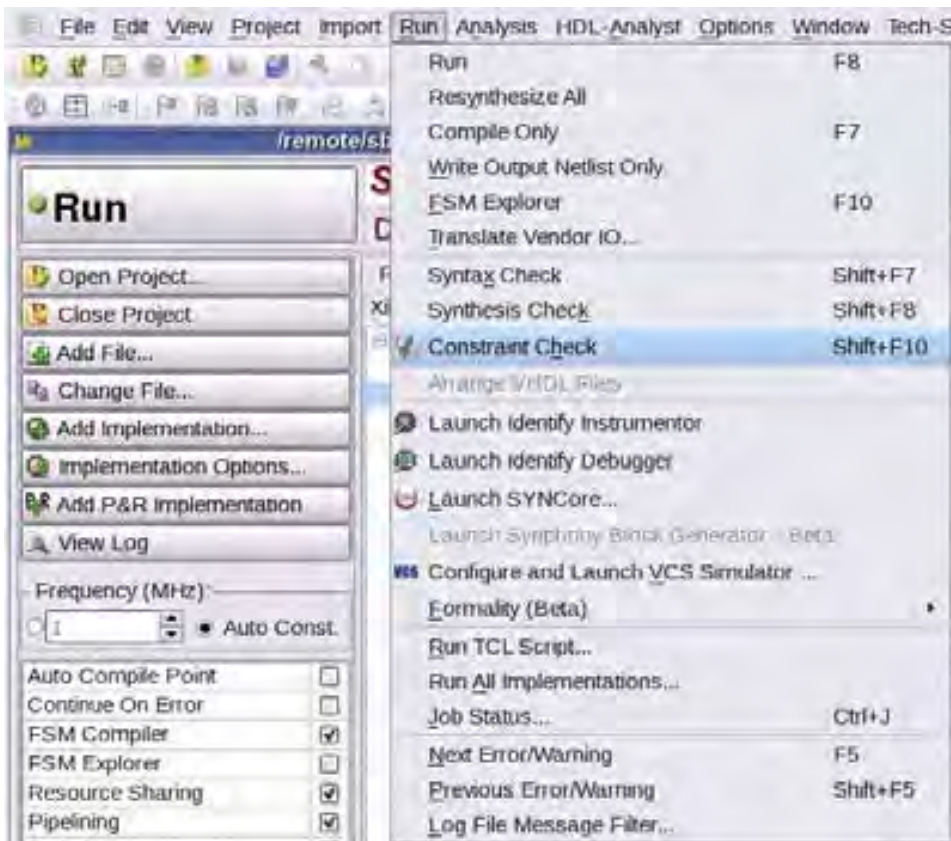 File Edit View Project Import Run Analysis HDL-Analyst Options Window Tech-S
/remote/sb
Run
S
D
Open Project...
Close Project
Add File...
Change File...
Add Implementation...
Implementation Options...
Add P&R Implementation
View Log
Frequency (MHz):
1
Auto Const.
Auto Compile Point
Continue On Error
FSM Compiler
FSM Explorer
Resource Sharing
Pipelining
Xi
Run F8
Resynthesize All
Compile Only F7
Write Output Netlist Only
FSM Explorer F10
Translate Vendor IO...
Syntax Check Shift+F7
Synthesis Check Shift+F8
Constraint Check Shift+F10
Arrange VHDL Files
Launch Identify Instrumentor
Launch Identify Debugger
Launch SYNCore...
Launch Synphony Block Generator - Beta
VCS Configure and Launch VCS Simulator ...
Formality (Beta)
Run TCL Script...
Run All Implementations...
Job Status... Ctrl+J
Next Error/Warning F5
Previous Error/Warning Shift+F5
Log File Message Filter...